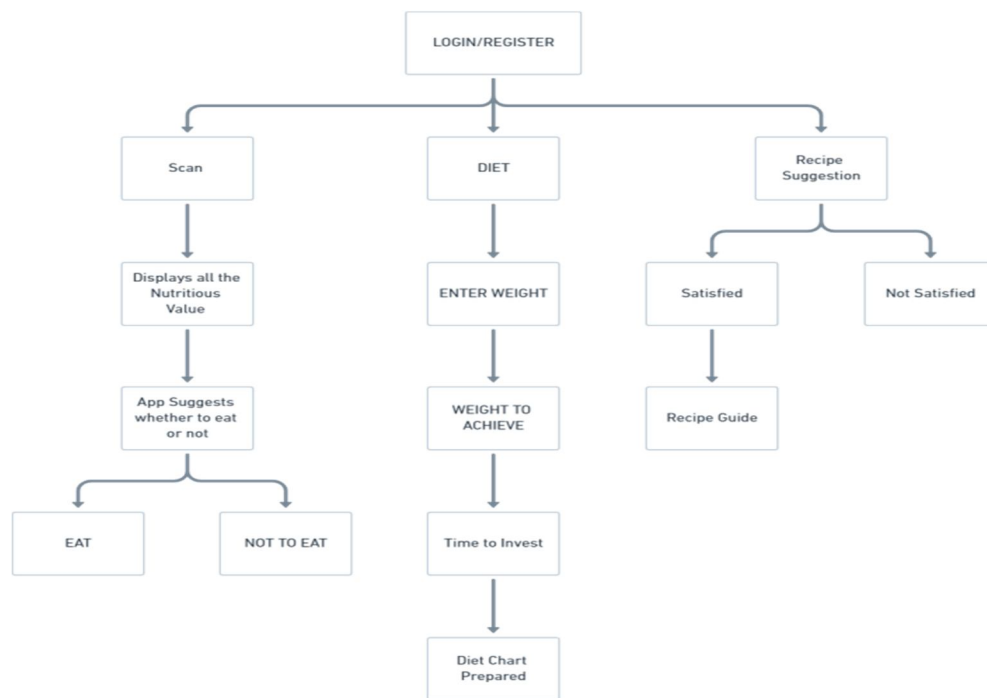 LOGIN/REGISTER
Scan
DIET
Recipe
Suggestion
Displays all the
Nutritious
Value
ENTER WEIGHT
Satisfied
Not Satisfied
App Suggests
whether to eat
or not
WEIGHT TO
ACHIEVE
Recipe Guide
EAT
NOT TO EAT
Time to Invest
Diet Chart
Prepared